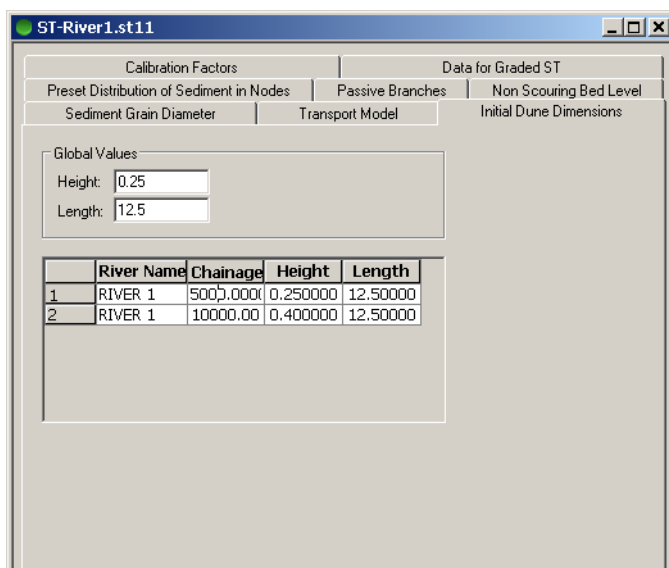 ST-River1.st11
Calibration Factors Data for Graded ST
Preset Distribution of Sediment in Nodes Passive Branches Non Scouring Bed Level
Sediment Grain Diameter Transport Model Initial Dune Dimensions
Global Values
Height: 0.25
Length: 12.5
River Name Chainage Height Length
1 RIVER 1 5000.000( 0.250000 12.50000
2 RIVER 1 10000.00 0.400000 12.50000